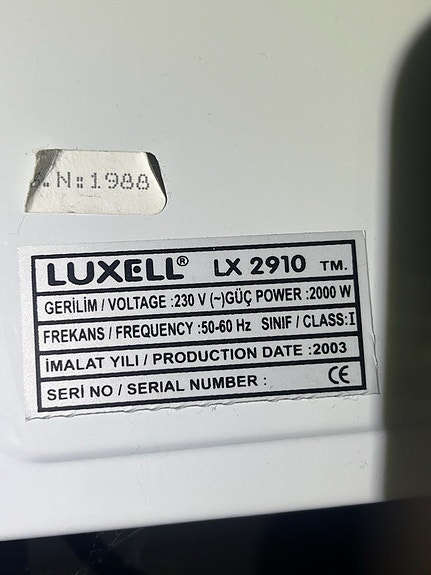 .N:1988
LUXELL® LX 2910 TM.
GERİLİM / VOLTAGE :230 V (~)GÜÇ POWER :2000 W
FREKANS / FREQUENCY :50-60 Hz SINIF / CLASS:I
İMALAT YILI / PRODUCTION DATE :2003
SERİ NO / SERIAL NUMBER : CE